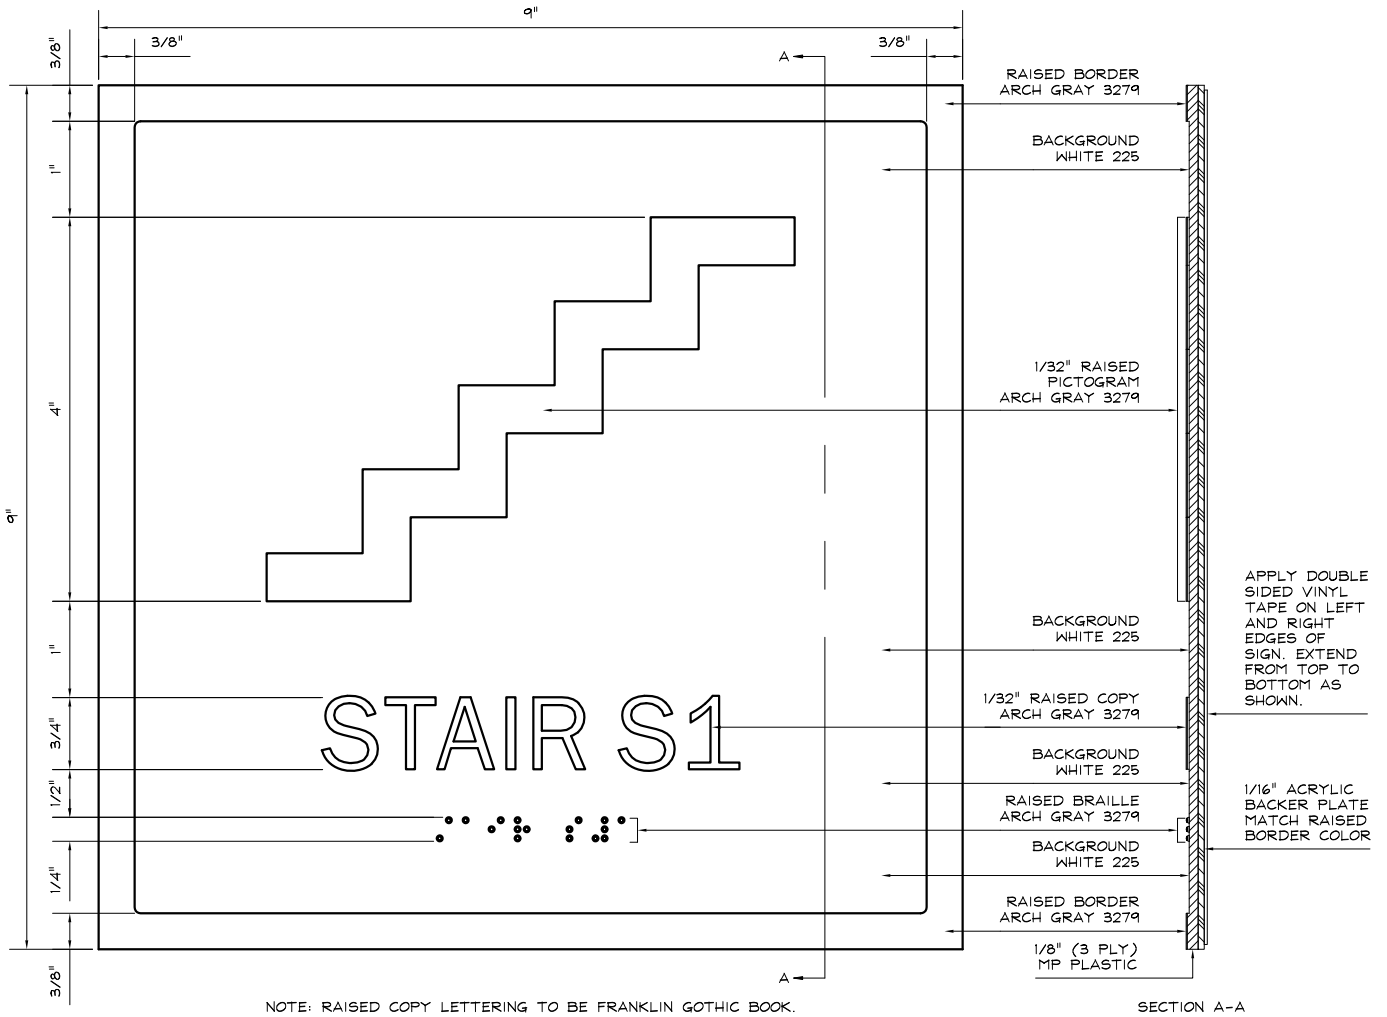 9"
3/8"
3/8"
3/8"
A
RAISED BORDER
ARCH GRAY 3279
1"
BACKGROUND
WHITE 225
4"
1/32" RAISED
PICTOGRAM
ARCH GRAY 3279
9"
APPLY DOUBLE
SIDED VINYL
TAPE ON LEFT
AND RIGHT
EDGES OF
SIGN. EXTEND
FROM TOP TO
BOTTOM AS
SHOWN.
1"
BACKGROUND
WHITE 225
3/4"
STAIR S1
1/32" RAISED COPY
ARCH GRAY 3279
BACKGROUND
WHITE 225
1/2"
RAISED BRAILLE
ARCH GRAY 3279
1/16" ACRYLIC
BACKER PLATE
MATCH RAISED
BORDER COLOR
1/4"
BACKGROUND
WHITE 225
RAISED BORDER
ARCH GRAY 3279
3/8"
A
1/8" (3 PLY)
MP PLASTIC
NOTE: RAISED COPY LETTERING TO BE FRANKLIN GOTHIC BOOK.
SECTION A-A